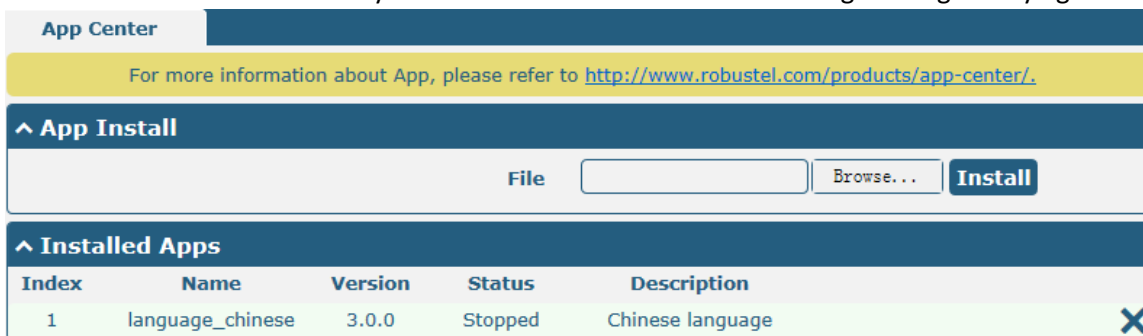 App Center
For more information about App, please refer to http://www.robustel.com/products/app-center/.
^ App Install
File Browse... Install
^ Installed Apps
Index Name Version Status Description
1 language_chinese 3.0.0 Stopped Chinese language